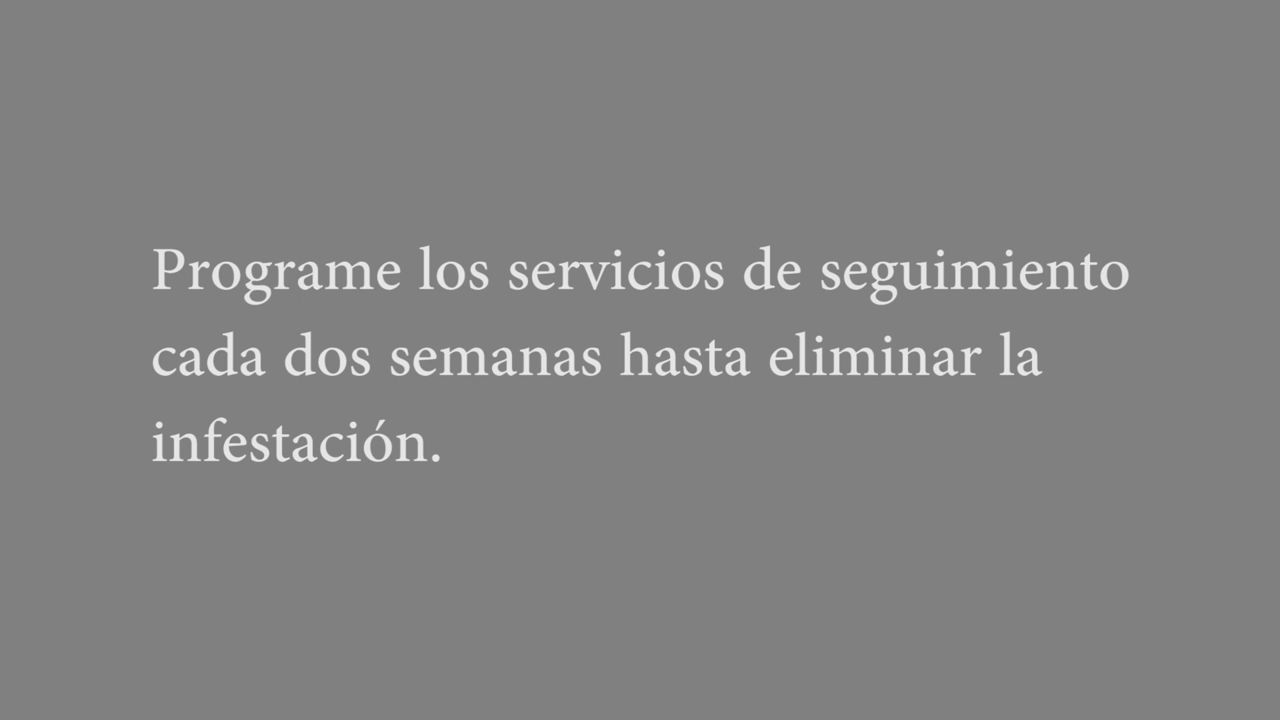 Programe los servicios de seguimiento
cada dos semanas hasta eliminar la
infestación.